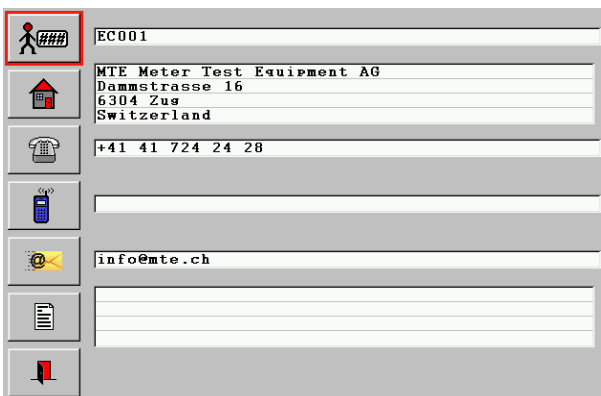 ###
EC001
MTE Meter Test Equipment AG
Dammstrasse 16
6304 Zug
Switzerland
+41 41 724 24 28
@
info@mte.ch